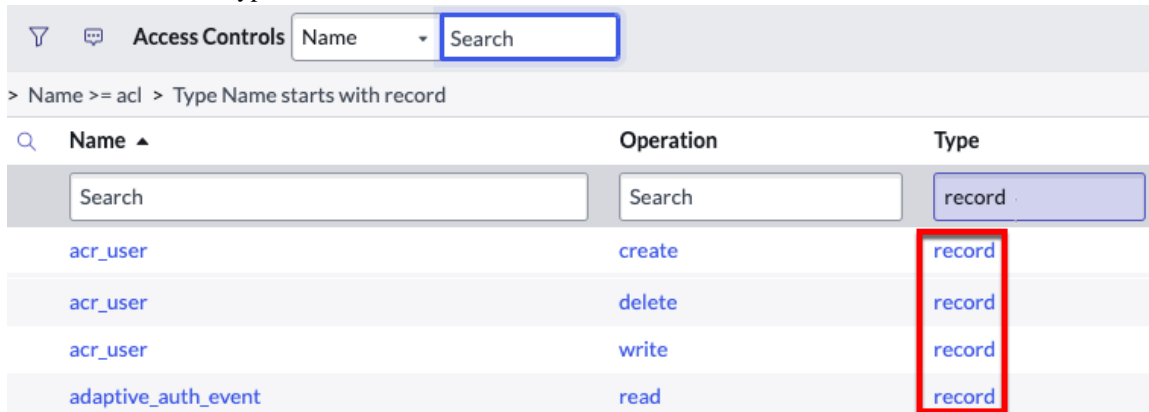 Access Controls Name Search
> Name >= acl > Type Name starts with record
Name Operation Type
Search Search record
acr_user create record
acr_user delete record
acr_user write record
adaptive_auth_event read record